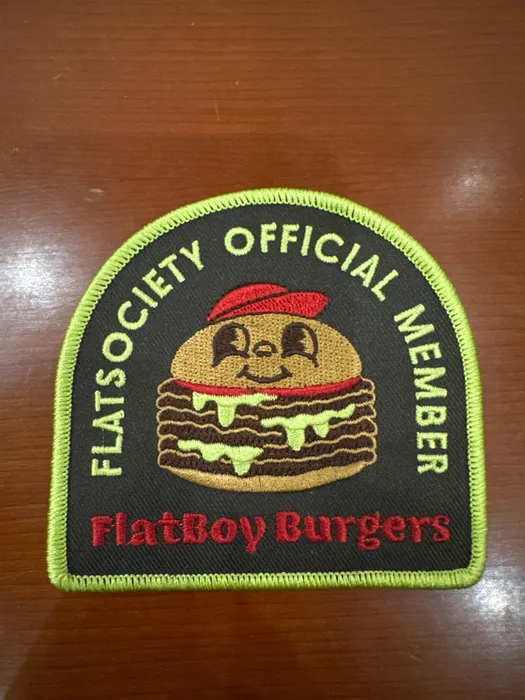 FLATSOCIETY OFFICIAL MEMBER
FlatBoy Burgers